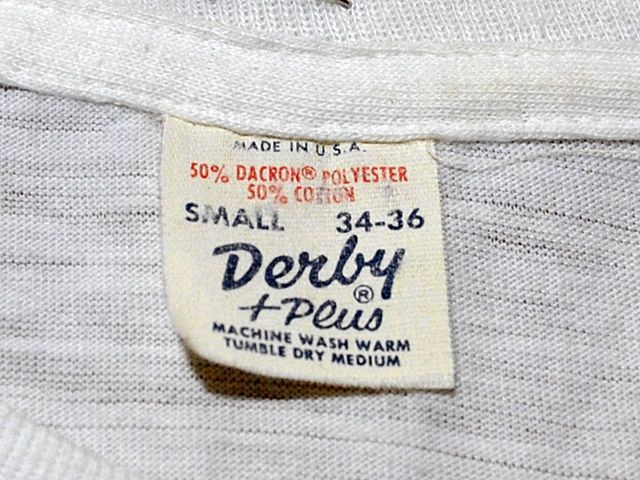 MADE IN U.S.A.
50% DACRON® POLYESTER
50% COTTON
SMALL 34-36
Derby®
+Plus
MACHINE WASH WARM
TUMBLE DRY MEDIUM